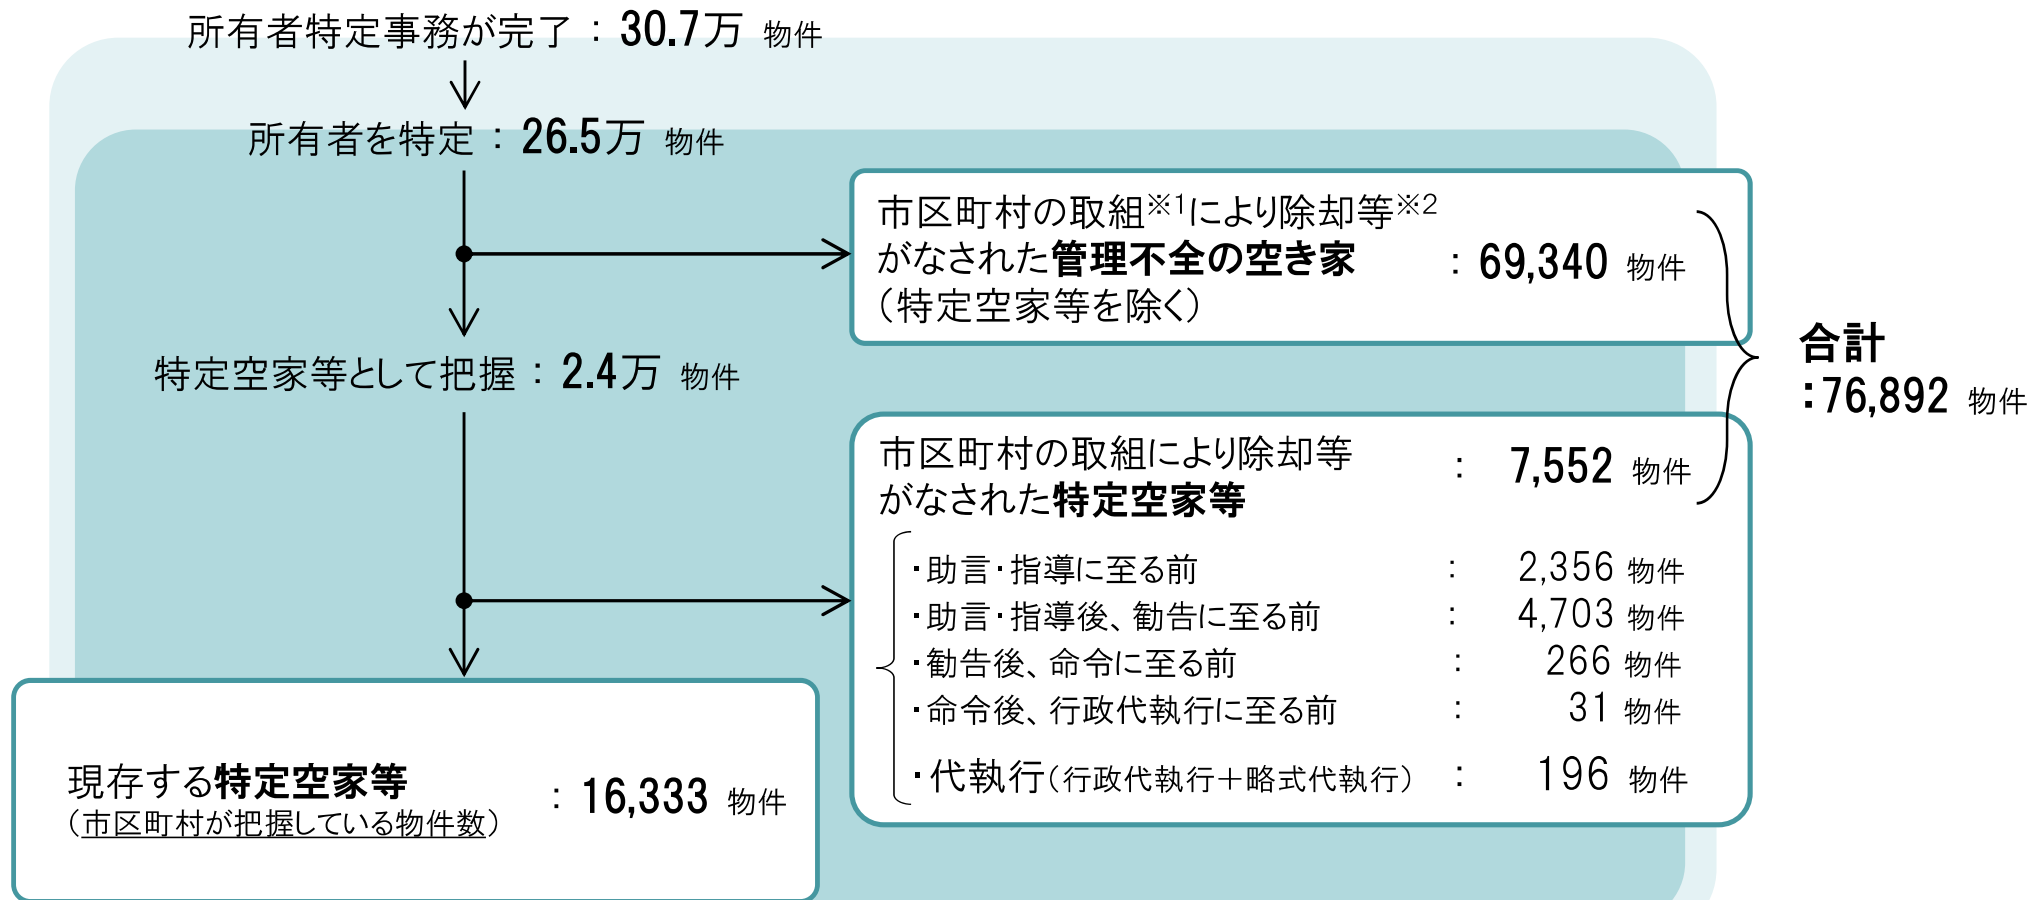 所有者特定事務が完了：30.7万 物件
所有者を特定：26.5万 物件
市区町村の取組※1により除却等※2
がなされた管理不全の空き家 ：69,340 物件
（特定空家等を除く）
特定空家等として把握：2.4万 物件
合計
：76,892 物件
市区町村の取組により除却等 ： 7,552 物件
がなされた特定空家等
・助言・指導に至る前 ： 2,356 物件
・助言・指導後、勧告に至る前 ： 4,703 物件
・勧告後、命令に至る前 ： 266 物件
・命令後、行政代執行に至る前 ： 31 物件
・代執行（行政代執行＋略式代執行） ： 196 物件
現存する特定空家等 ：16,333 物件
（市区町村が把握している物件数）